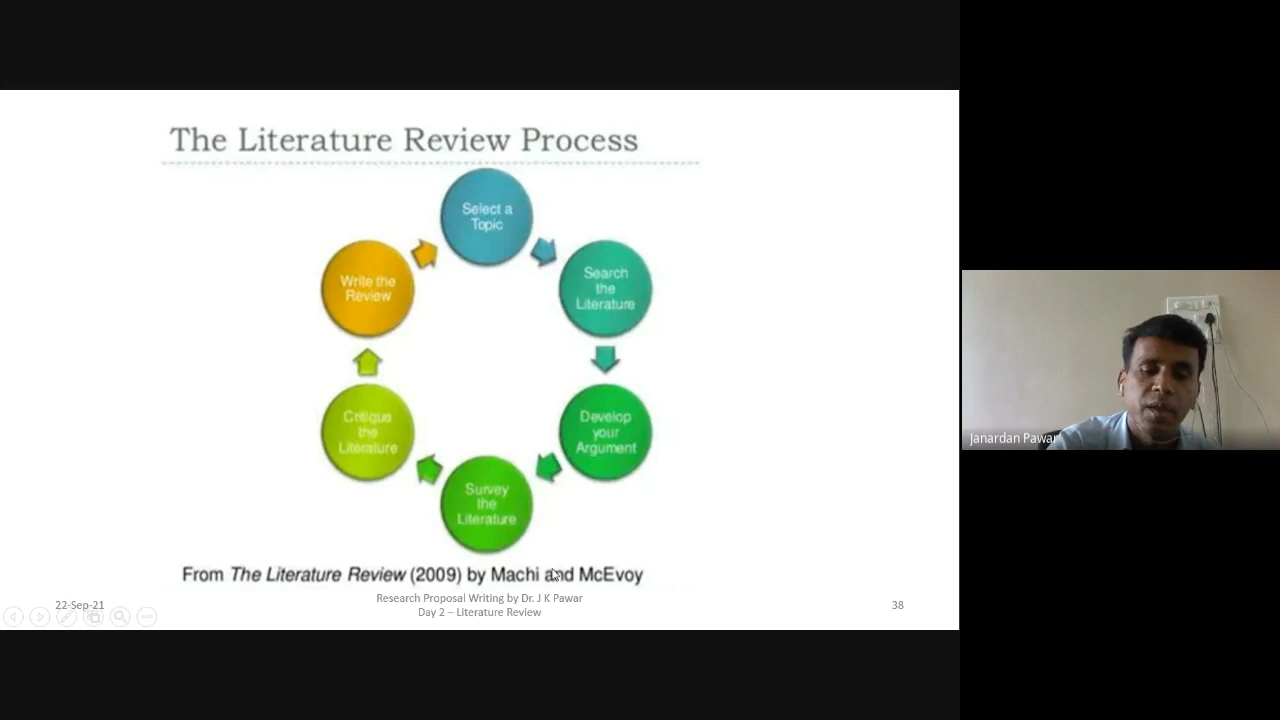 The Literature Review Process
Select a
Topic
Search
the
Literature
Develop
your
Argument
Survey
the
Literature
Critique
the
Literature
Write the
Review
From The Literature Review (2009) by Machi and McEvoy
22-Sep-21
Research Proposal Writing by Dr. J K Pawar
Day 2 – Literature Review
38
Janardan Pawar